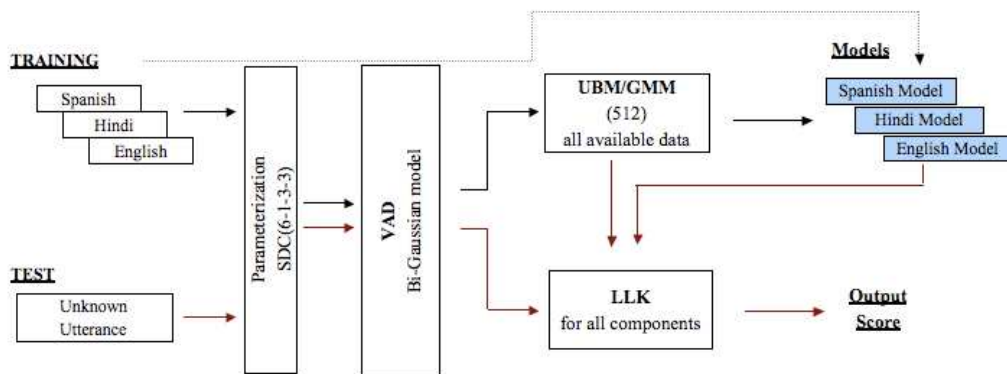 TRAINING
Spanish
Hindi
English
TEST
Unknown
Utterance
Parameterization
SDC(6-1-3-3)
VAD
Bi-Gaussian model
UBM/GMM
(512)
all available data
LLK
for all components
Models
Spanish Model
Hindi Model
English Model
Output
Score